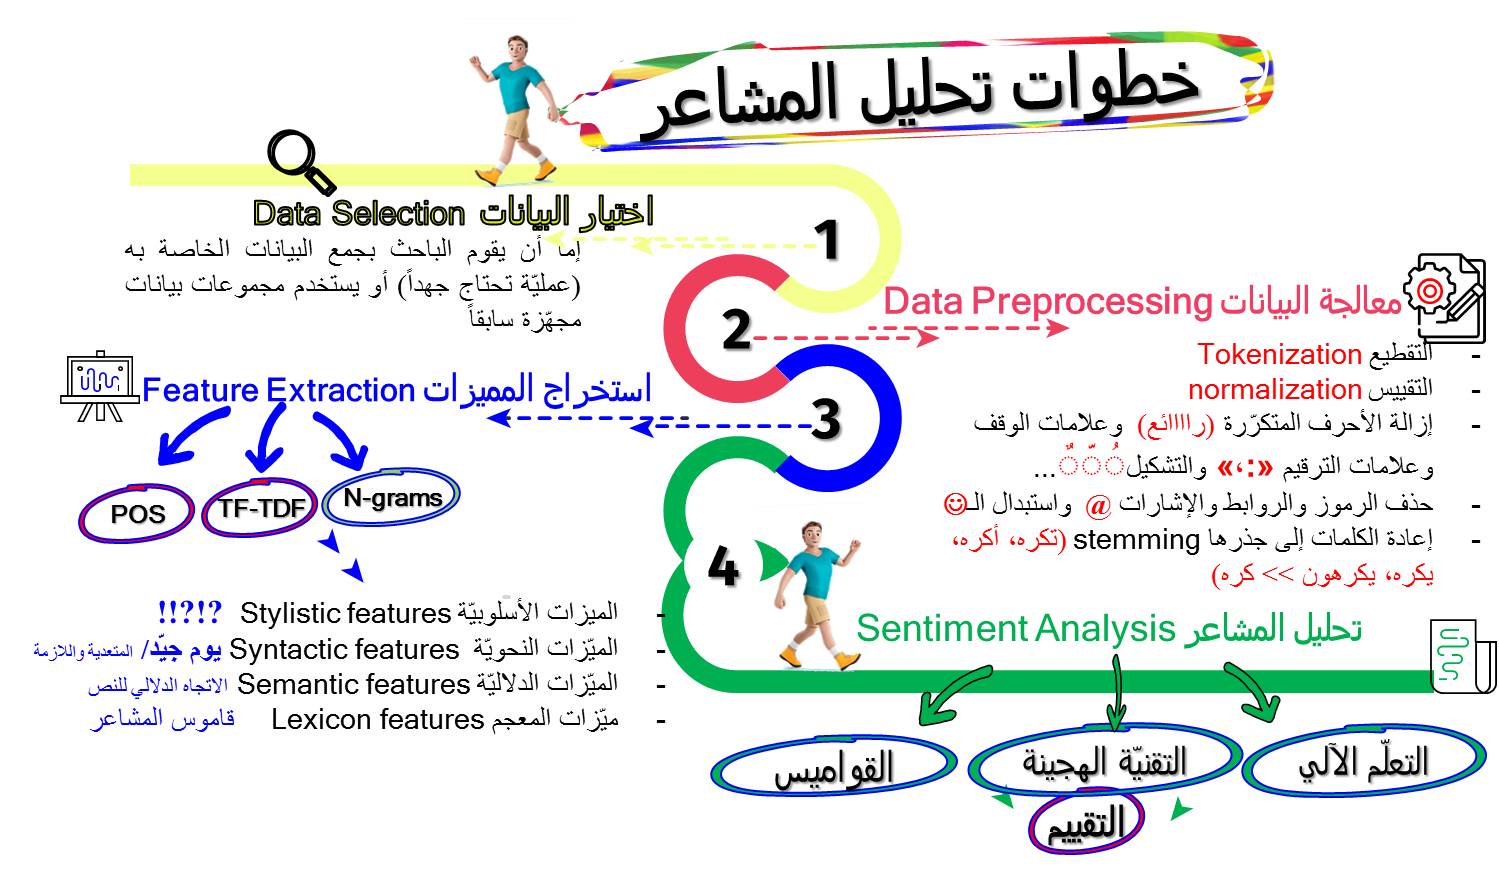 خطوات تحليل المشاعر
1
اختيار البيانات Data Selection
إما أن يقوم الباحث بجمع البيانات الخاصة به
(عمليّة تحتاج جهداً) أو يستخدم مجموعات بيانات
مجهّزة سابقاً
2
معالجة البيانات Data Preprocessing
- التقطيع Tokenization
- التقييس normalization
- إزالة الأحرف المتكرّرة (راااائع) وعلامات الوقف
وعلامات الترقيم «:،» والتشكيل ُ ّ ٌ ...
- حذف الرموز والروابط والإشارات @ واستبدال الـ☺
- إعادة الكلمات إلى جذرها stemming (تكره، أكره،
يكره، يكرهون >> كره)
3
استخراج المميزات Feature Extraction
POS
TF-TDF
N-grams
- الميزات الأسلوبيّة Stylistic features ?!?!!
- الميّزات النحويّة Syntactic features يوم جيّد/ المتعدية واللازمة
- الميّزات الدلاليّة Semantic features الاتجاه الدلالي للنص
- ميّزات المعجم Lexicon features قاموس المشاعر
4
تحليل المشاعر Sentiment Analysis
التعلّم الآلي
التقنيّة الهجينة
القواميس
التقييم